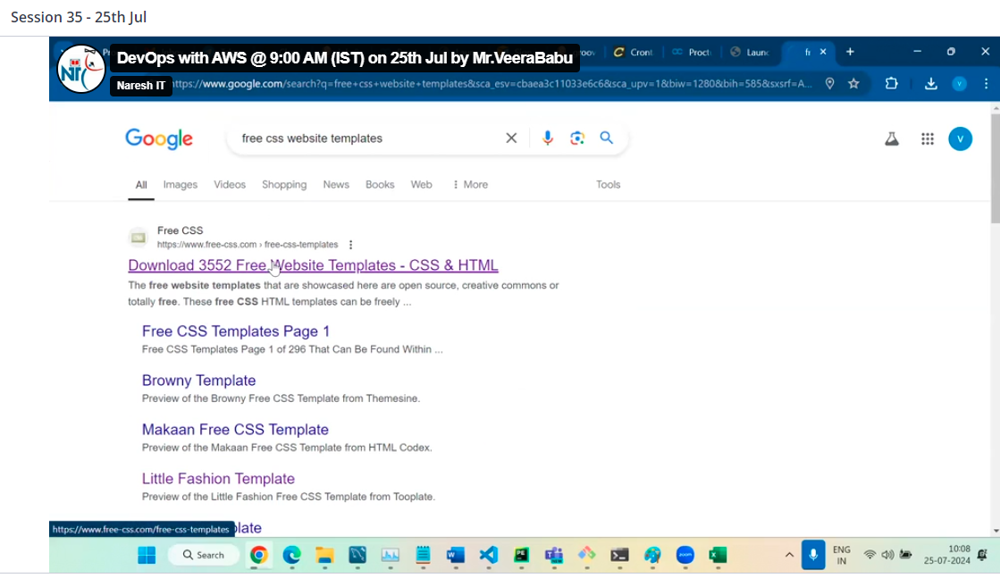 Session 35 - 25th Jul
DevOps with AWS @ 9:00 AM (IST) on 25th Jul by Mr.VeeraBabu
Naresh IT
NIT
Cront
Procti
Launc
https://www.google.com/search?q=free+css+website+templates&sca_esv=cbaea3c11033e6c6&sca_upv=1&biw=1280&bih=585&sxsrf=A...
Google
free css website templates
V
All Images Videos Shopping News Books Web More Tools
Free CSS
https://www.free-css.com › free-css-templates
Download 3552 Free Website Templates - CSS & HTML
The free website templates that are showcased here are open source, creative commons or
totally free. These free CSS HTML templates can be freely ...
Free CSS Templates Page 1
Free CSS Templates Page 1 of 296 That Can Be Found Within ...
Browny Template
Preview of the Browny Free CSS Template from Themesine.
Makaan Free CSS Template
Preview of the Makaan Free CSS Template from HTML Codex.
Little Fashion Template
Preview of the Little Fashion Free CSS Template from Tooplate.
https://www.free-css.com/free-css-templates
late
Search
zoom
ENG
IN
10:08
25-07-2024